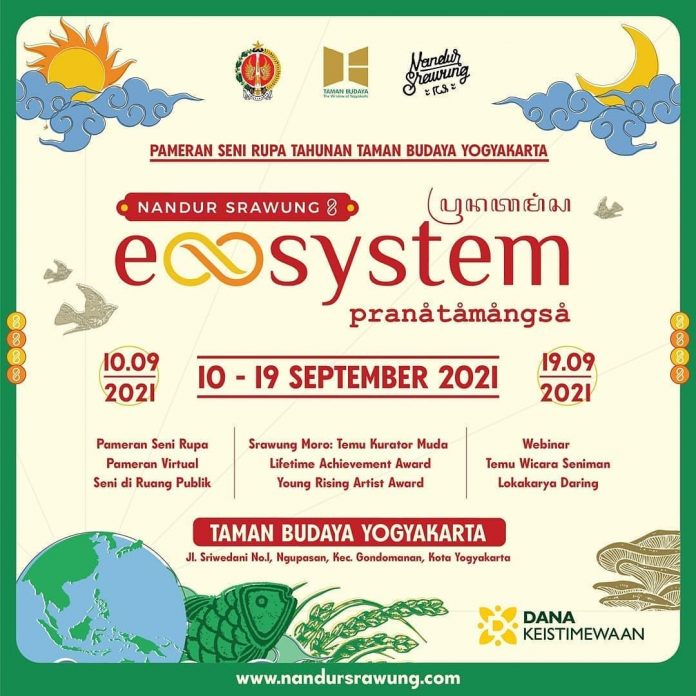 TAMAN BUDAYA
The Window of Yogyakarta
Nandur
Srawung
PAMERAN SENI RUPA TAHUNAN TAMAN BUDAYA YOGYAKARTA
NANDUR SRAWUNG 8
ecosystem
pranåtåmångså
10.09
2021
10 - 19 SEPTEMBER 2021
19.09
2021
Pameran Seni Rupa
Pameran Virtual
Seni di Ruang Publik
Srawung Moro: Temu Kurator Muda
Lifetime Achievement Award
Young Rising Artist Award
Webinar
Temu Wicara Seniman
Lokakarya Daring
TAMAN BUDAYA YOGYAKARTA
Jl. Sriwedani No.1, Ngupasan, Kec. Gondomanan, Kota Yogyakarta
DANA
KEISTIMEWAAN
www.nandursrawung.com